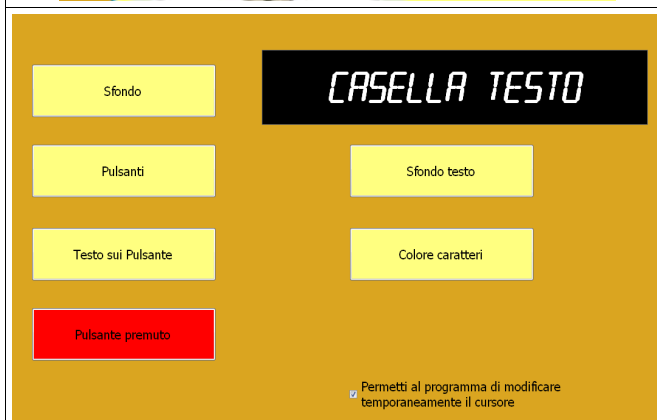 Sfondo
CASELLA TESTO
Pulsanti
Sfondo testo
Testo sui Pulsante
Colore caratteri
Pulsante premuto
Permetti al programma di modificare
temporaneamente il cursore